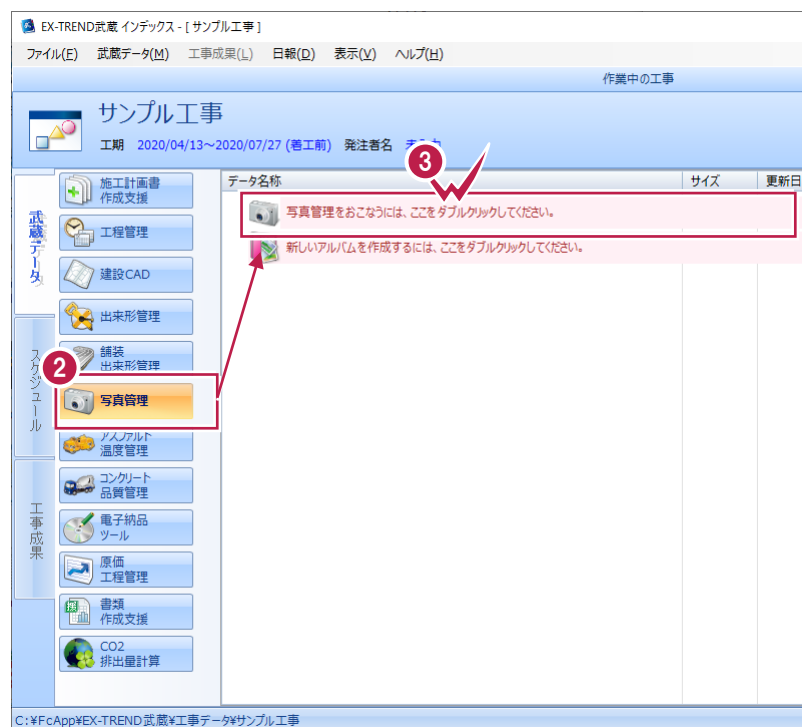 EX-TREND武蔵 インデックス - [ サンプル工事 ]
ファイル(F) 武蔵データ(M) 工事成果(L) 日報(D) 表示(V) ヘルプ(H)
作業中の工事
サンプル工事
工期 2020/04/13～2020/07/27 (着工前) 発注者名
3
データ名称 サイズ 更新日
写真管理をおこなうには、ここをダブルクリックしてください。
新しいアルバムを作成するには、ここをダブルクリックしてください。
武蔵データ
スケジュール
工事成果
施工計画書
作成支援
工程管理
建設CAD
出来形管理
舗装
出来形管理
2
写真管理
アスファルト
温度管理
コンクリート
品質管理
電子納品
ツール
原価
工程管理
書類
作成支援
CO2
排出量計算
C:¥FcApp¥EX-TREND武蔵¥工事データ¥サンプル工事